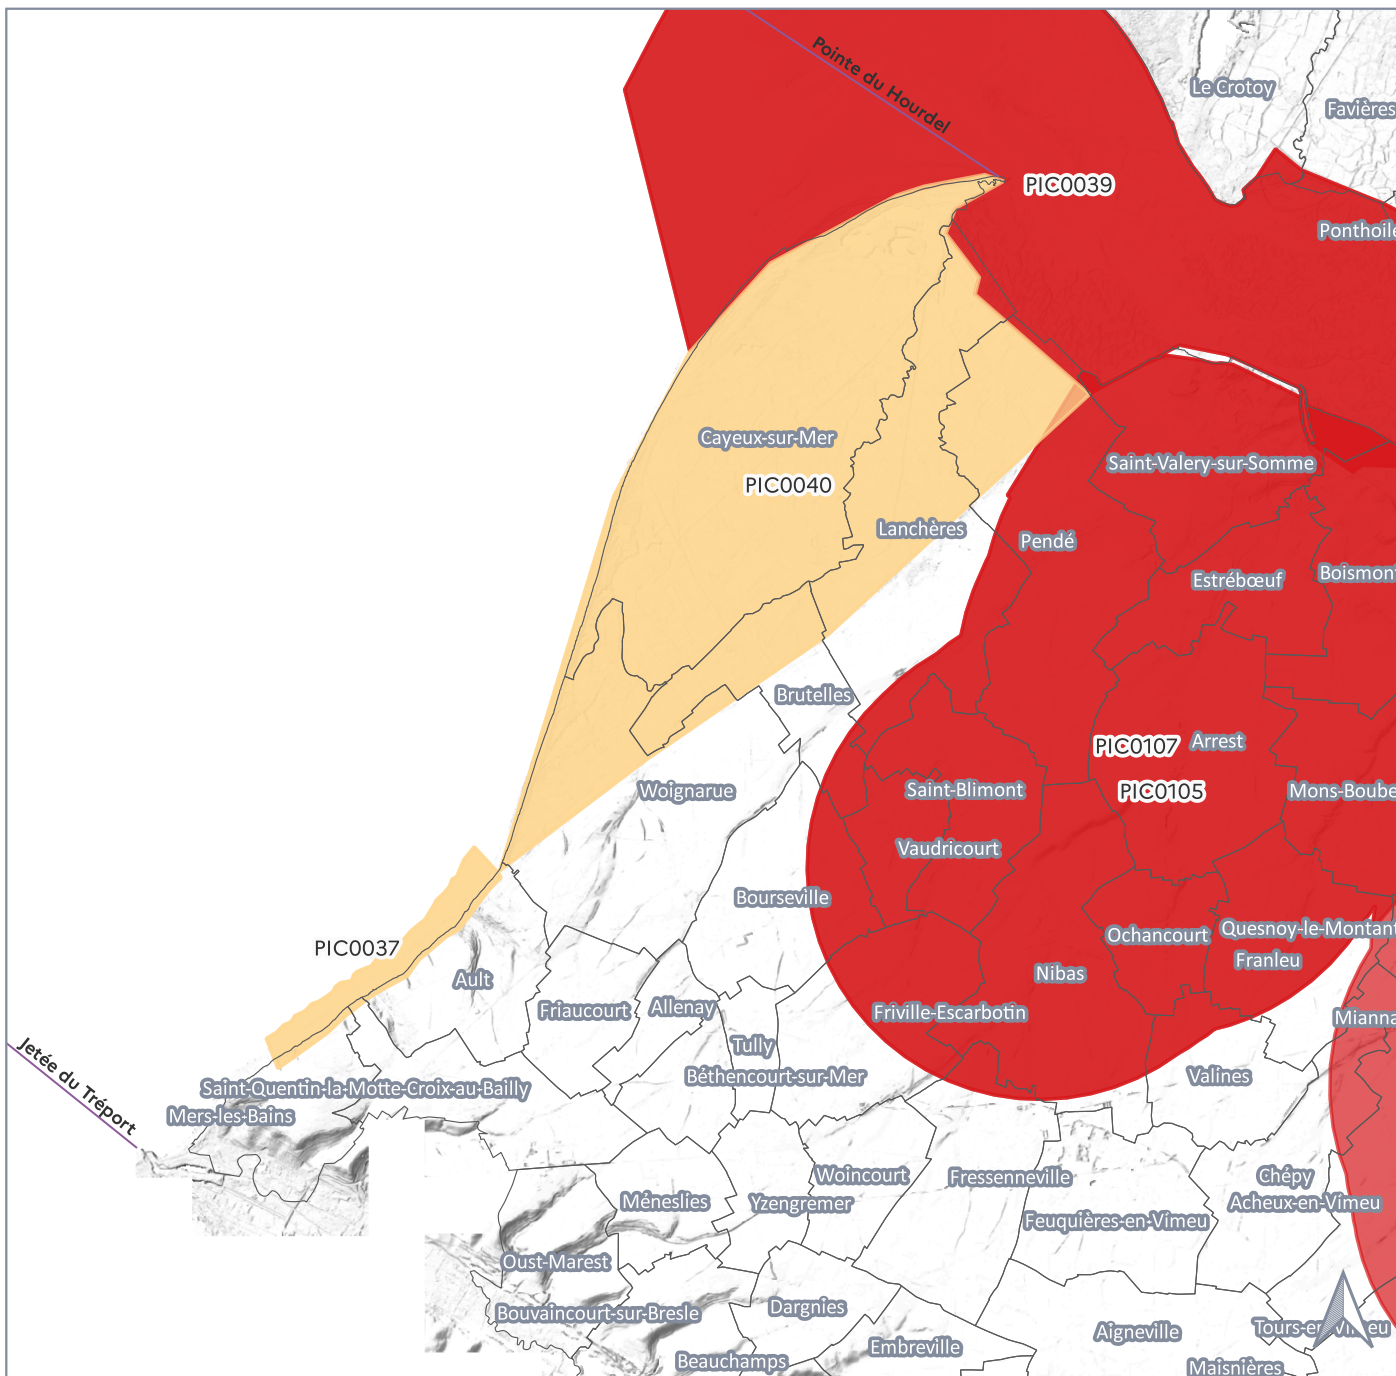 Pointe du Hourdel
Le Crotoy
Favières
PIC0039
Ponthoile
Cayeux-sur-Mer
PIC0040
Saint-Valery-sur-Somme
Lanchères
Pendé
Estrébœuf
Boismont
Brutelles
PIC0107
Arrest
Woignarue
Saint-Blimont
PIC0105
Mons-Boube
Vaudricourt
Bourseville
PIC0037
Ochancourt
Quesnoy-le-Montant
Franleu
Ault
Nibas
Friaucourt
Allenay
Friville-Escarbotin
Mianna
Jetée du Tréport
Tully
Béthencourt-sur-Mer
Valines
Saint-Quentin-la-Motte-Croix-au-Bailly
Mers-les-Bains
Woincourt
Fressenneville
Chépy
Méneslies
Yzengremer
Acheux-en-Vimeu
Feuquières-en-Vimeu
Oust-Marest
Bouvaincourt-sur-Bresle
Dargnies
Aigneville
Tours-en-Vimeu
Embreville
Beauchamps
Maisnières